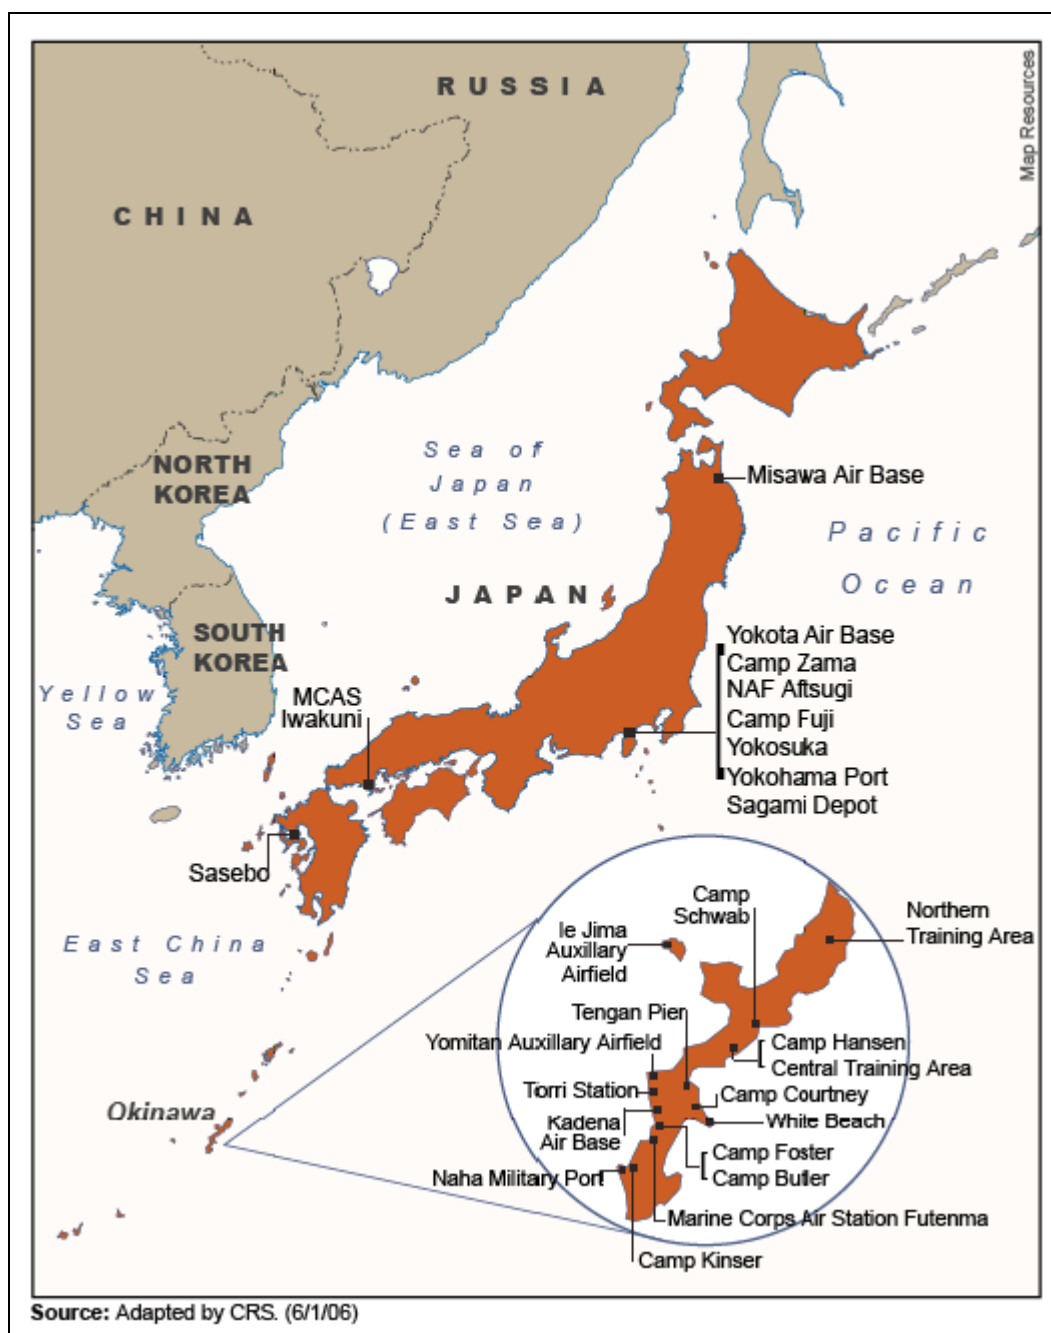 Map Resources
RUSSIA
CHINA
NORTH
KOREA
Sea of
Japan
(East Sea)
Misawa Air Base
Pacific
Ocean
JAPAN
SOUTH
KOREA
Yellow
Sea
MCAS
Iwakuni
Yokota Air Base
Camp Zama
NAF Aftsugi
Camp Fuji
Yokosuka
Yokohama Port
Sagami Depot
Sasebo
East China
Sea
Okinawa
Camp
Schwab
Northern
Training Area
Ie Jima
Auxillary
Airfield
Tengan Pier
Yomitan Auxillary Airfield
Camp Hansen
Central Training Area
Torri Station
Camp Courtney
Kadena
Air Base
White Beach
Camp Foster
Camp Butler
Naha Military Port
Marine Corps Air Station Futenma
Camp Kinser
Source: Adapted by CRS. (6/1/06)